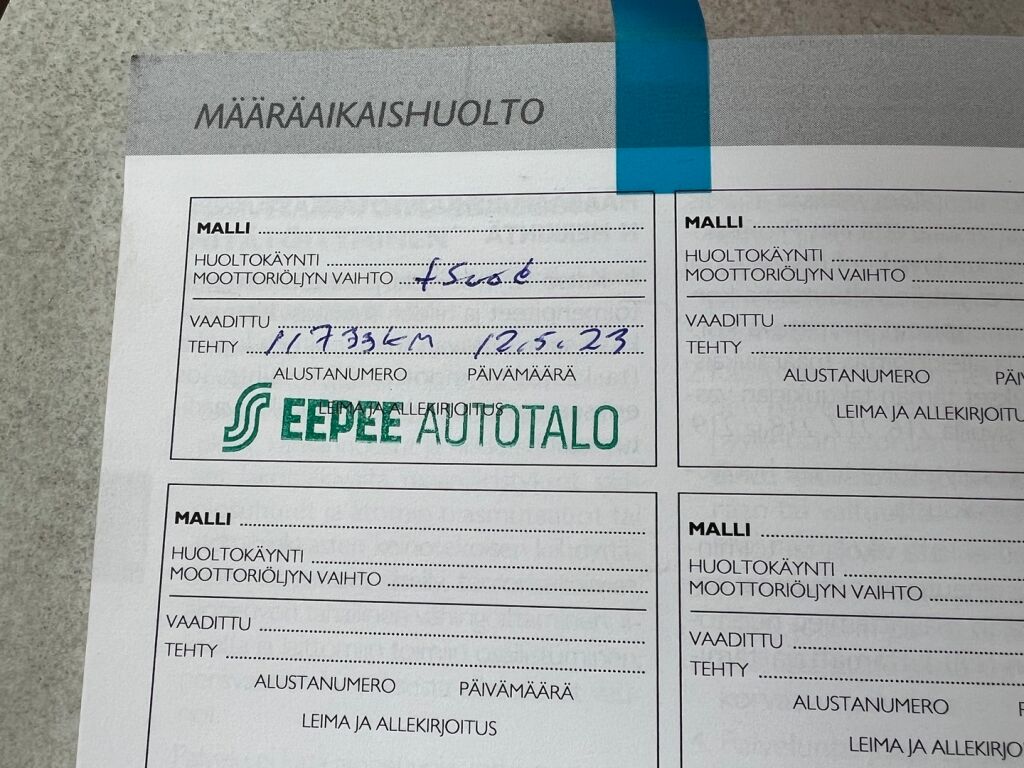 MÄÄRÄAIKAISHUOLTO
MALLI
HUOLTOKÄYNTI
MOOTTORIÖLJYN VAIHTO
VAADITTU
TEHTY 11733km 12.5.23
ALUSTANUMERO PÄIVÄMÄÄRÄ
LEIMA JA ALLEKIRJOITUS
EEPEE AUTOTALO
MALLI
HUOLTOKÄYNTI
MOOTTORIÖLJYN VAIHTO
VAADITTU
TEHTY
ALUSTANUMERO
MALLI
HUOLTOKÄYNTI
MOOTTORIÖLJYN VAIHTO
VAADITTU
TEHTY
ALUSTANUMERO PÄIVÄMÄÄRÄ
LEIMA JA ALLEKIRJOITUS
MALLI
HUOLTOKÄYNTI
MOOTTORIÖLJYN VAIHTO
VAADITTU
TEHTY
ALUSTANUMERO
LEIMA JA